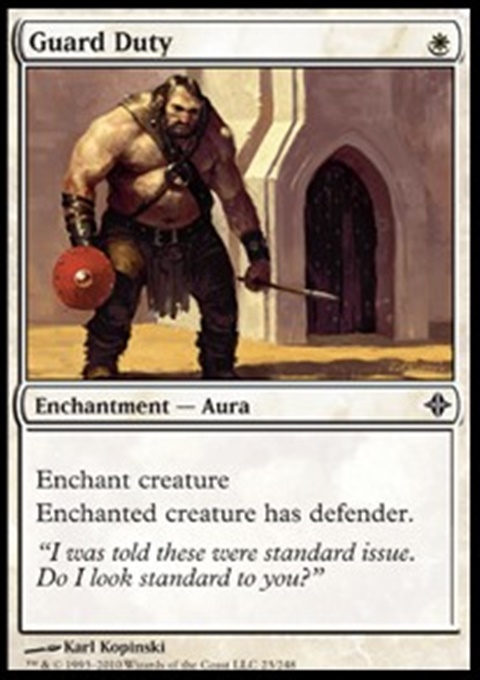 Guard Duty
Enchantment — Aura
Enchant creature
Enchanted creature has defender.
“I was told these were standard issue.
Do I look standard to you?”
Karl Kopinski
™ & © 1993–2010 Wizards of the Coast LLC 23/248